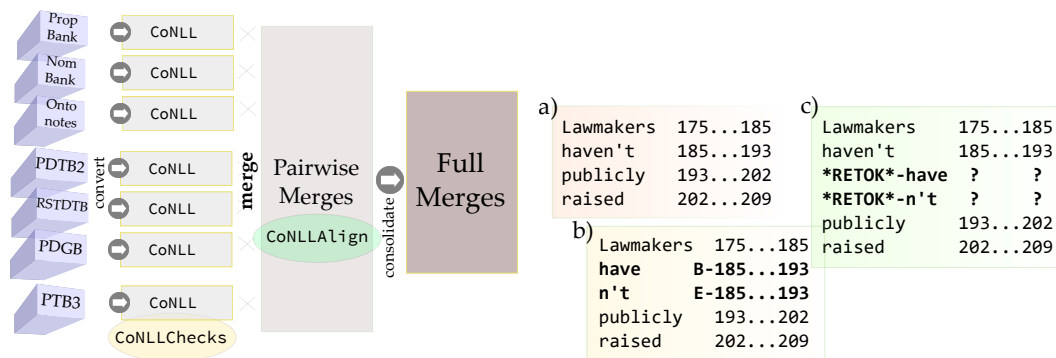 Prop
Bank
CoNLL
Nom
Bank
CoNLL
Onto
notes
CoNLL
PDTB2
CoNLL
RSTDTB
CoNLL
PDGB
CoNLL
PTB3
CoNLL
CoNLLChecks
convert
merge
Pairwise
Merges
CoNLLAlign
consolidate
Full
Merges
a)
Lawmakers 175...185
haven't 185...193
publicly 193...202
raised 202...209
b)
Lawmakers 175...185
have B-185...193
n't E-185...193
publicly 193...202
raised 202...209
c)
Lawmakers 175...185
haven't 185...193
*RETOK*-have ? ?
*RETOK*-n't ? ?
publicly 193...202
raised 202...209